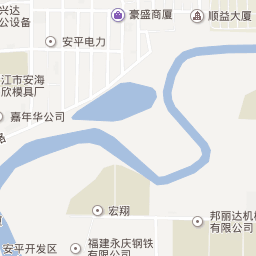 兴达
公设备
豪盛商厦
顺益大厦
安平电力
江市安海
欣模具厂
嘉年华公司
宏翔
邦丽达机械
有限公司
安平开发区
福建永庆钢铁
有限公司